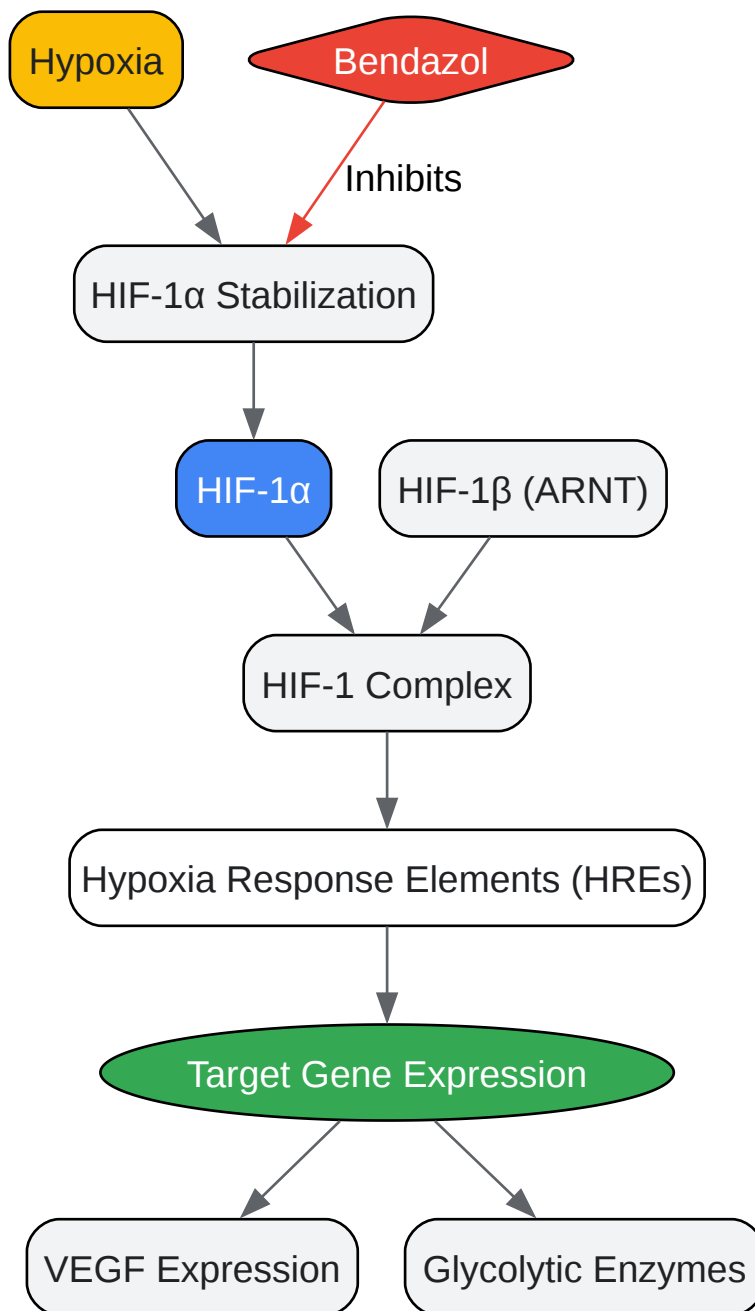 Hypoxia
Bendazol
Inhibits
HIF-1α Stabilization
HIF-1α
HIF-1β (ARNT)
HIF-1 Complex
Hypoxia Response Elements (HREs)
Target Gene Expression
VEGF Expression
Glycolytic Enzymes